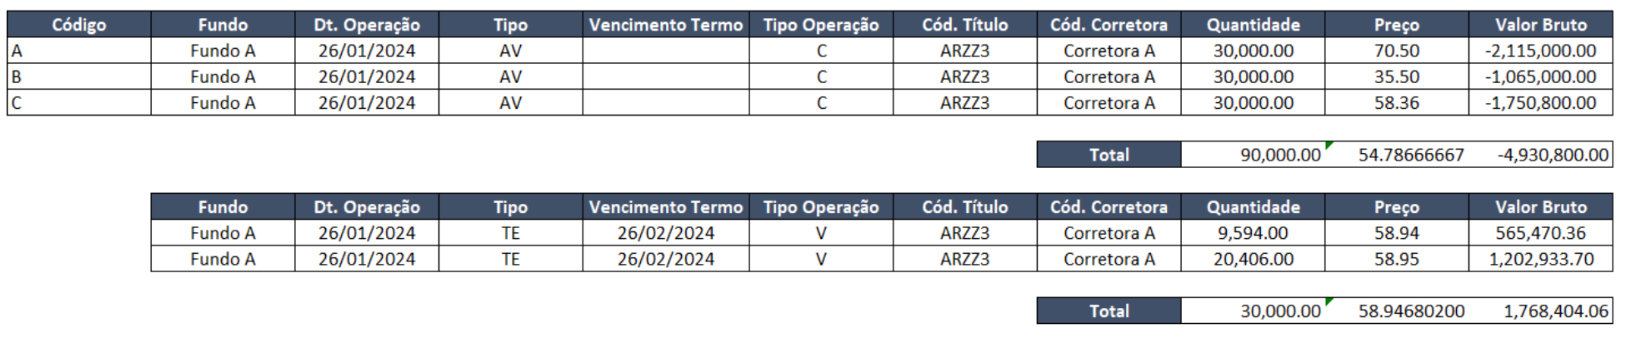 Código Fundo Dt. Operação Tipo Vencimento Termo Tipo Operação Cód. Título Cód. Corretora Quantidade Preço Valor Bruto
A Fundo A 26/01/2024 AV C ARZZ3 Corretora A 30,000.00 70.50 -2,115,000.00
B Fundo A 26/01/2024 AV C ARZZ3 Corretora A 30,000.00 35.50 -1,065,000.00
C Fundo A 26/01/2024 AV C ARZZ3 Corretora A 30,000.00 58.36 -1,750,800.00
Total 90,000.00 54.78666667 -4,930,800.00
Fundo Dt. Operação Tipo Vencimento Termo Tipo Operação Cód. Título Cód. Corretora Quantidade Preço Valor Bruto
Fundo A 26/01/2024 TE 26/02/2024 V ARZZ3 Corretora A 9,594.00 58.94 565,470.36
Fundo A 26/01/2024 TE 26/02/2024 V ARZZ3 Corretora A 20,406.00 58.95 1,202,933.70
Total 30,000.00 58.94680200 1,768,404.06